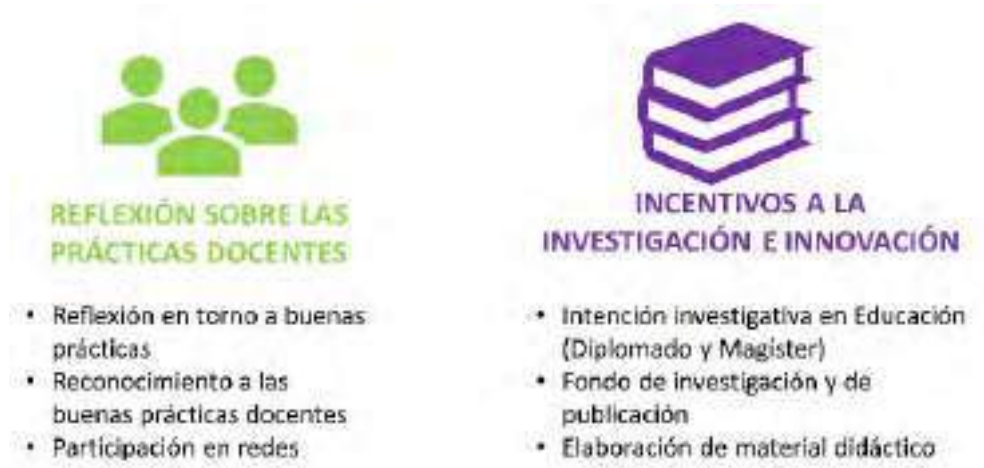 REFLEXIÓN SOBRE LAS
PRÁCTICAS DOCENTES
• Reflexión en torno a buenas
prácticas
• Reconocimiento a las
buenas prácticas docentes
• Participación en redes
INCENTIVOS A LA
INVESTIGACIÓN E INNOVACIÓN
• Intención investigativa en Educación
(Diplomado y Magister)
• Fondo de investigación y de
publicación
• Elaboración de material didáctico